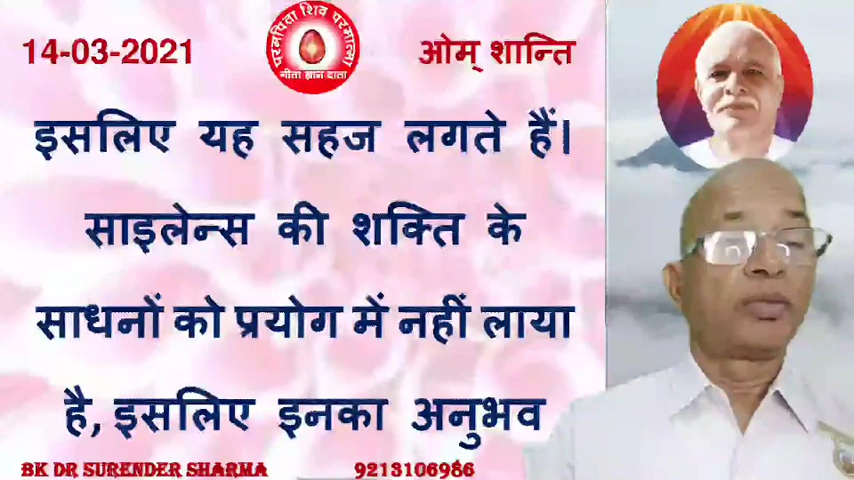 14-03-2021
परमपिता शिव परमात्मा
गीता ज्ञान दाता
ओम् शान्ति
इसलिए यह सहज लगते हैं।
साइलेन्स की शक्ति के
साधनों को प्रयोग में नहीं लाया
है, इसलिए इनका अनुभव
BK DR SURENDER SHARMA
9213106986